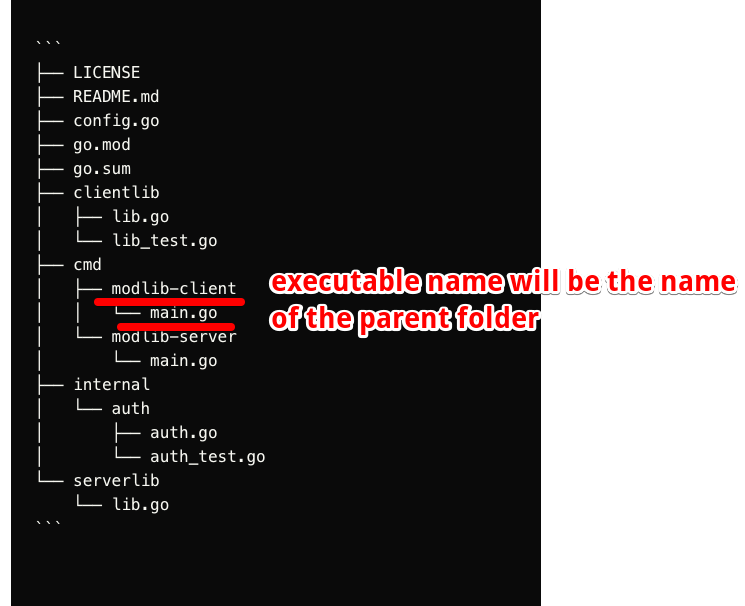 ```
├── LICENSE
├── README.md
├── config.go
├── go.mod
├── go.sum
├── clientlib
│   ├── lib.go
│   └── lib_test.go
├── cmd
│   ├── modlib-client
│   │   └── main.go
│   └── modlib-server
│       └── main.go
├── internal
│   └── auth
│       ├── auth.go
│       └── auth_test.go
└── serverlib
    └── lib.go
```
executable name will be the name
of the parent folder